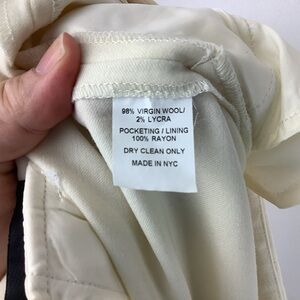 98% VIRGIN WOOL/
2% LYCRA
POCKETING / LINING
100% RAYON
DRY CLEAN ONLY
MADE IN NYC